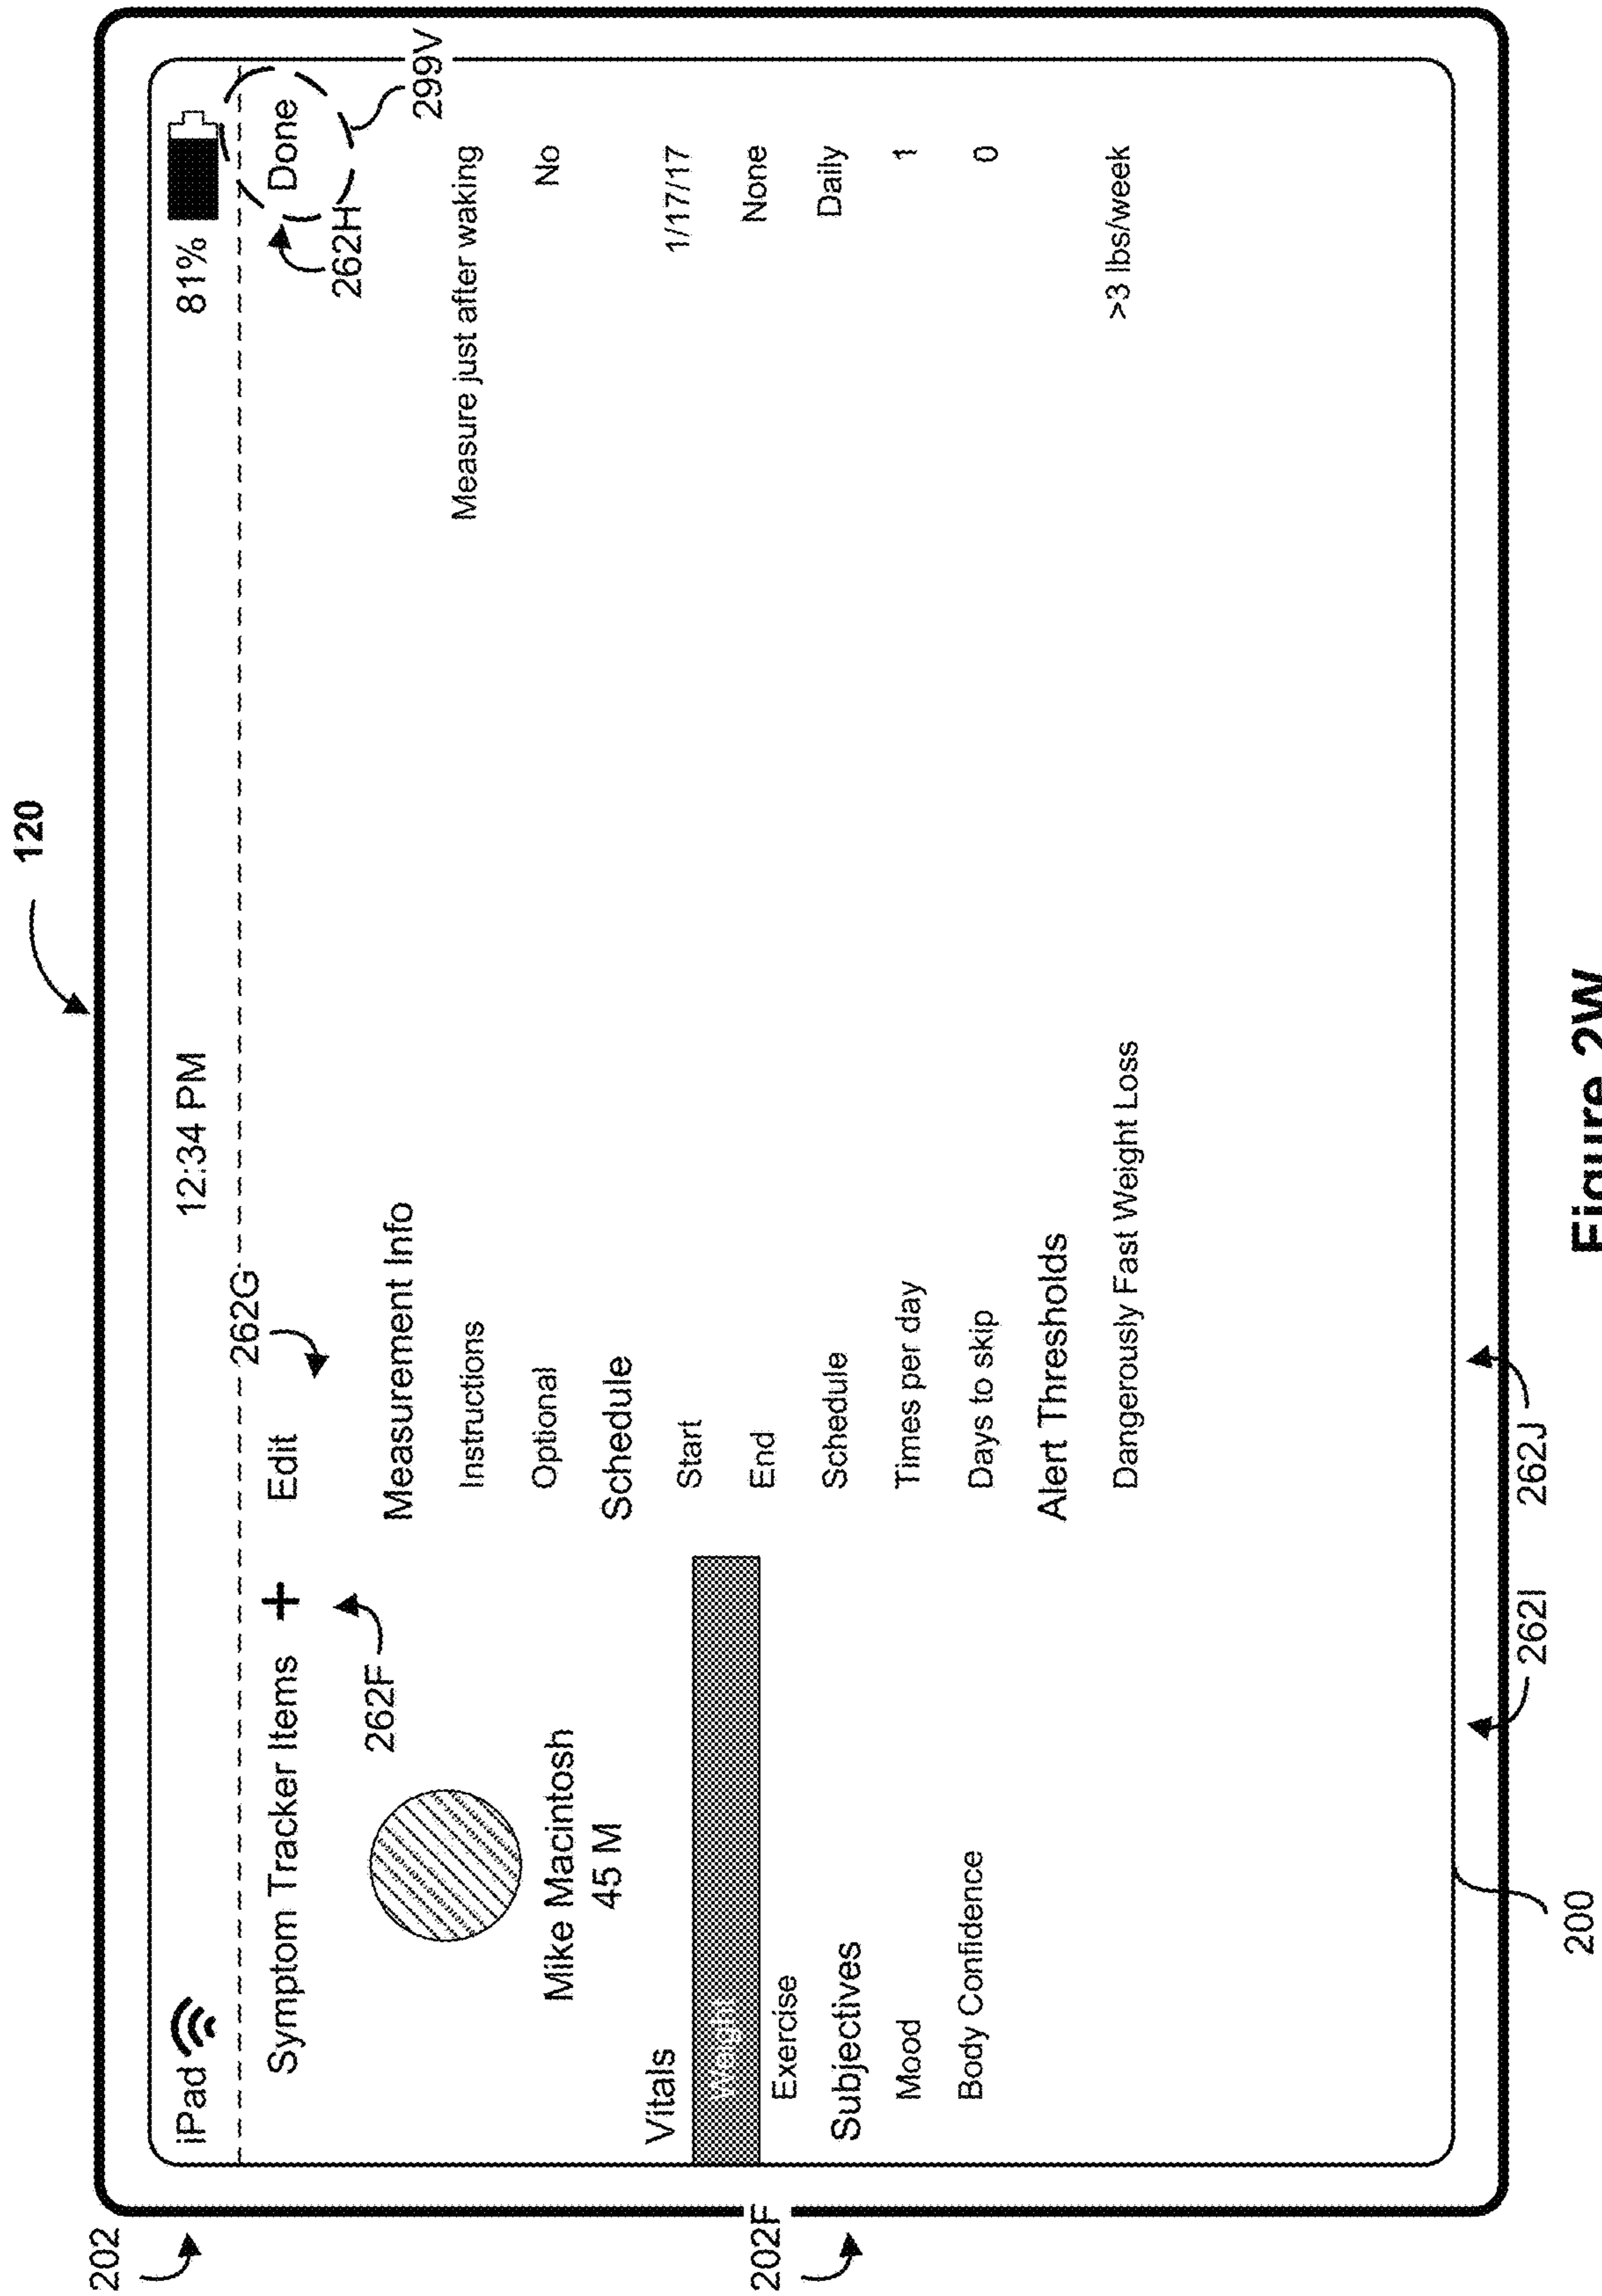 120
202
iPad 12:34 PM 81%
262G
Symptom Tracker Items + Edit Done
262F
262H
299V
Mike Macintosh
45 M
Vitals
Weight
Exercise
Subjectives
Mood
Body Confidence
Measurement Info
Instructions Measure just after waking
Optional No
Schedule
Start 1/17/17
End None
Schedule Daily
Times per day 1
Days to skip 0
Alert Thresholds
Dangerously Fast Weight Loss >3 lbs/week
202F
200
262I
262J
Figure 2W